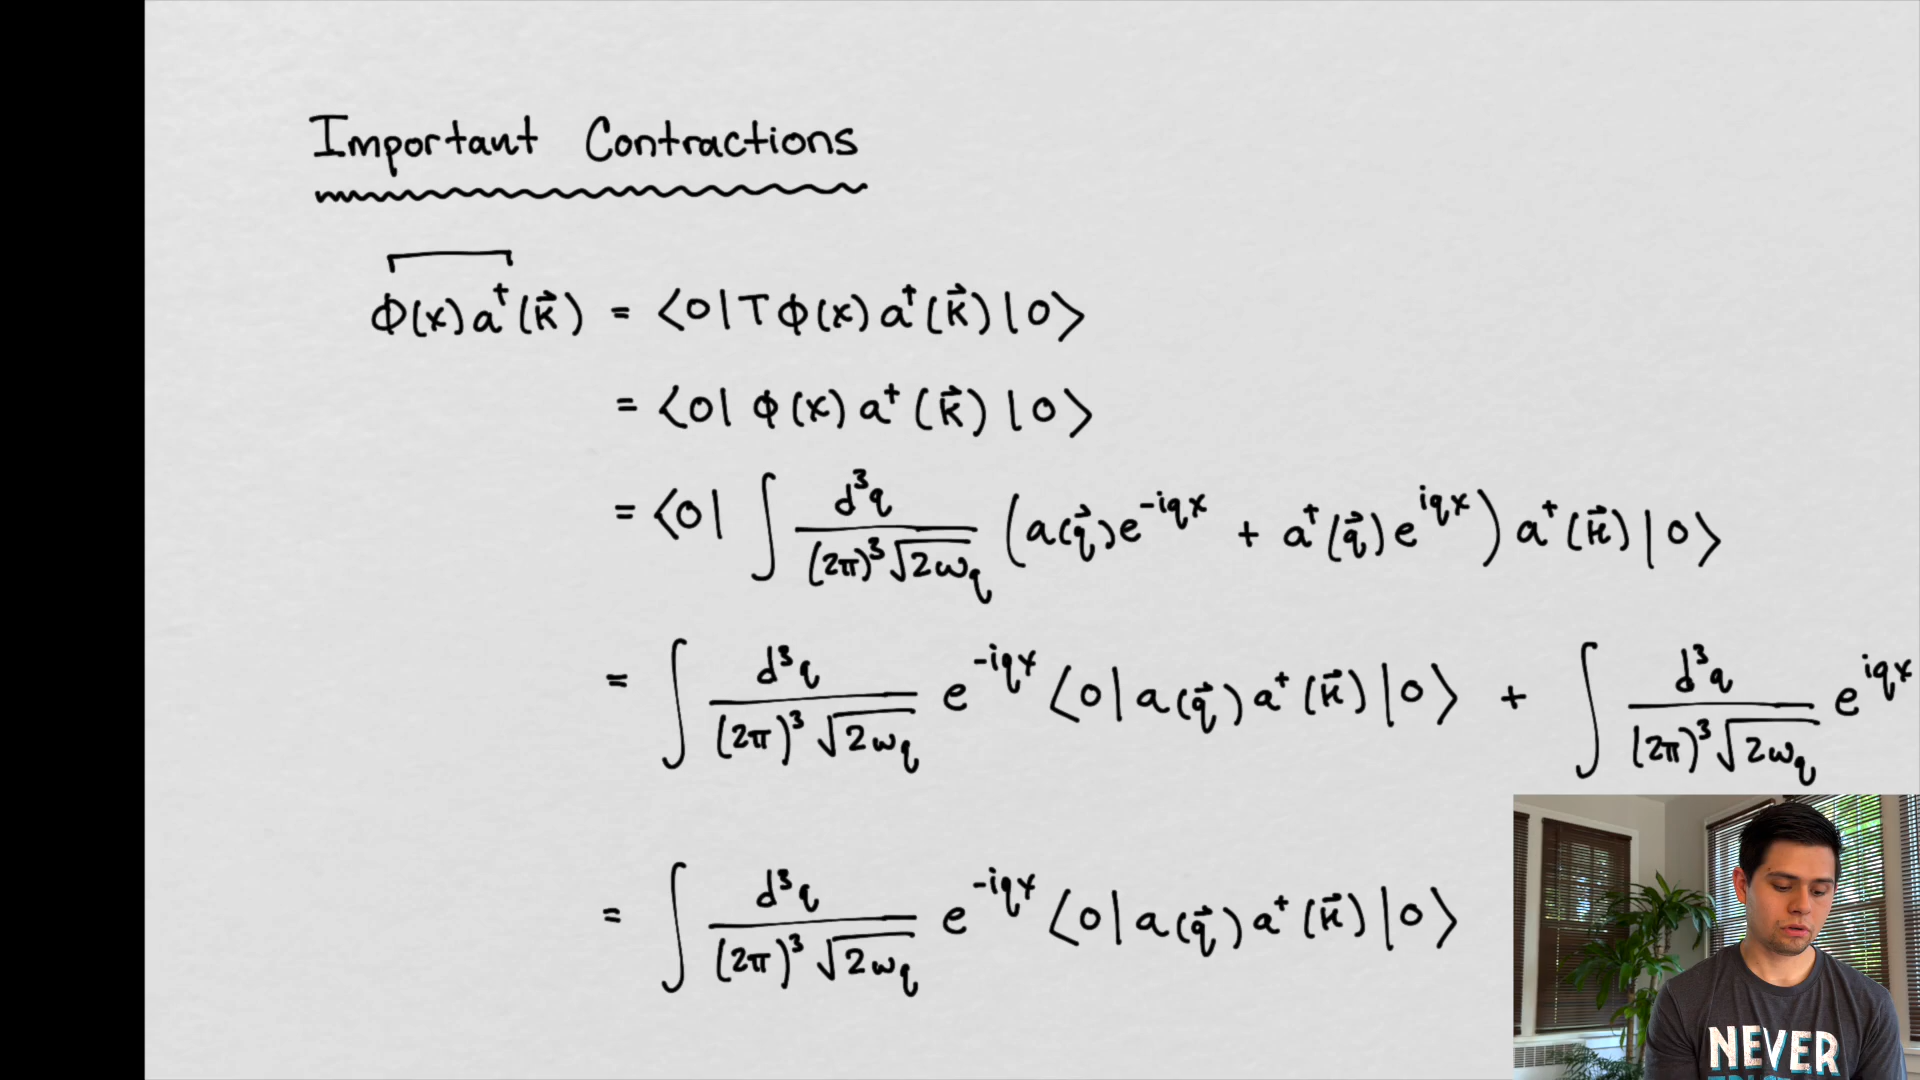 Important Contractions
ϕ(x) a†(k⃗) = ⟨0|T ϕ(x) a†(k⃗)|0⟩
= ⟨0| ϕ(x) a†(k⃗) |0⟩
= ⟨0| ∫ d³q / ((2π)³ √(2ω_q)) (a(q⃗) e^(-iqx) + a†(q⃗) e^(iqx)) a†(k⃗) |0⟩
= ∫ d³q / ((2π)³ √(2ω_q)) e^(-iqx) ⟨0| a(q⃗) a†(k⃗) |0⟩ + ∫ d³q / ((2π)³ √(2ω_q)) e^(iqx)
= ∫ d³q / ((2π)³ √(2ω_q)) e^(-iqx) ⟨0| a(q⃗) a†(k⃗) |0⟩
NEVER